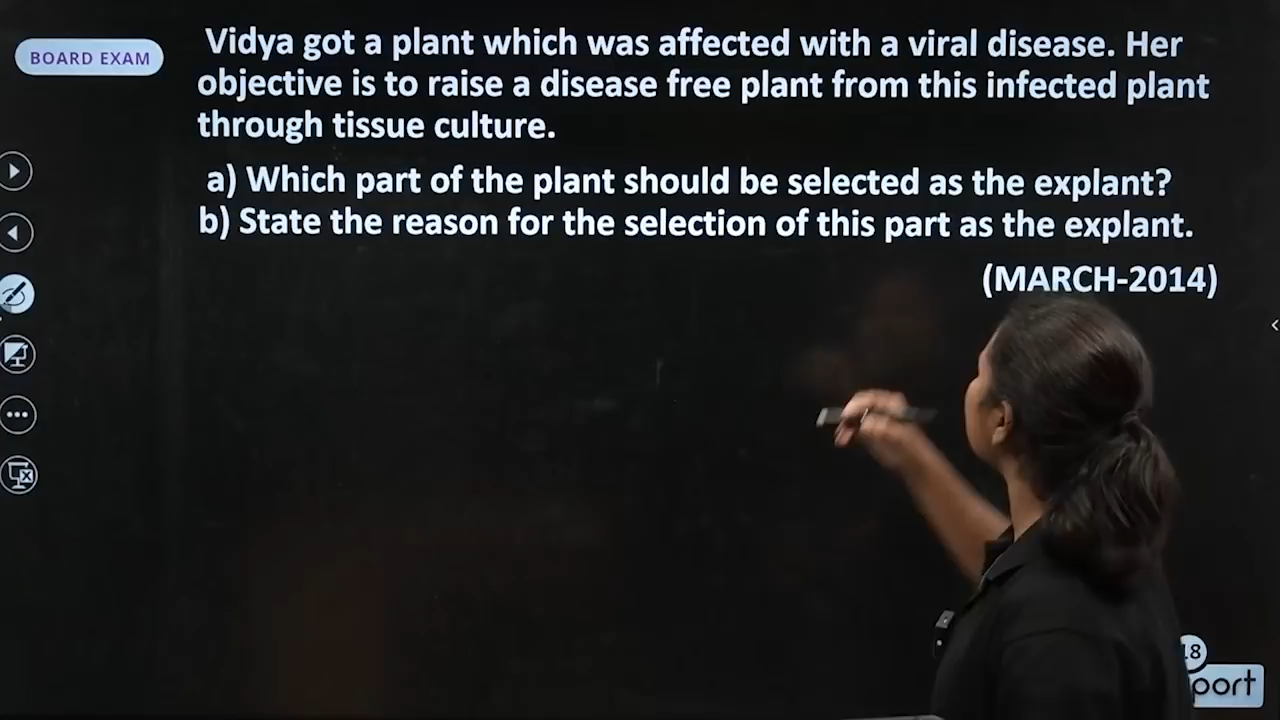 BOARD EXAM
Vidya got a plant which was affected with a viral disease. Her
objective is to raise a disease free plant from this infected plant
through tissue culture.
a) Which part of the plant should be selected as the explant?
b) State the reason for the selection of this part as the explant.
(MARCH-2014)
18
port